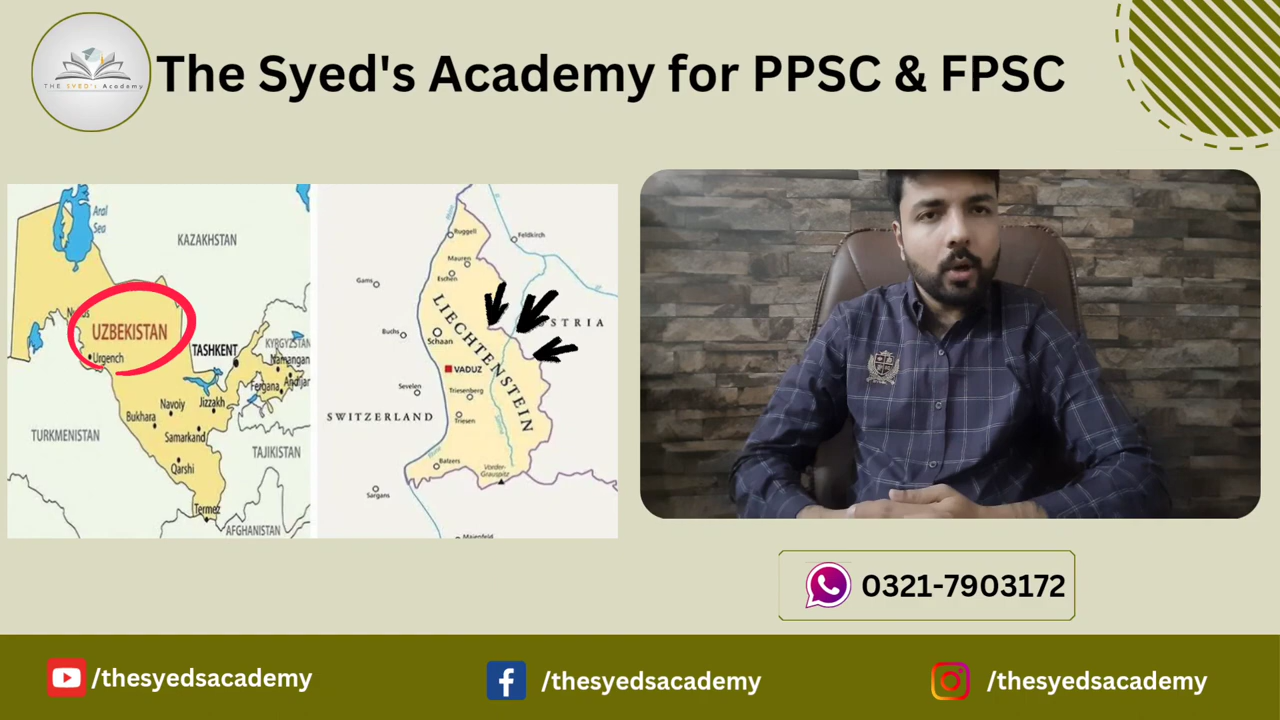 The Syed's Academy for PPSC & FPSC
THE SYED's Academy
Aral
Sea
KAZAKHSTAN
UZBEKISTAN
Urgench
TASHKENT
KYRGYZSTAN
Namangan
Fergana
Andijan
Navoiy
Jizzakh
Bukhara
Samarkand
TURKMENISTAN
TAJIKISTAN
Qarshi
Termez
AFGHANISTAN
Ruggell
Feldkirch
Mauren
Eschen
Gams
LIECHTENSTEIN
STRIA
Buchs
Schaan
VADUZ
Sevelen
Triesenberg
SWITZERLAND
Triesen
Balzers
Vorder-
Grauspitz
Sargans
Maienfeld
0321-7903172
/thesyedsacademy
/thesyedsacademy
/thesyedsacademy